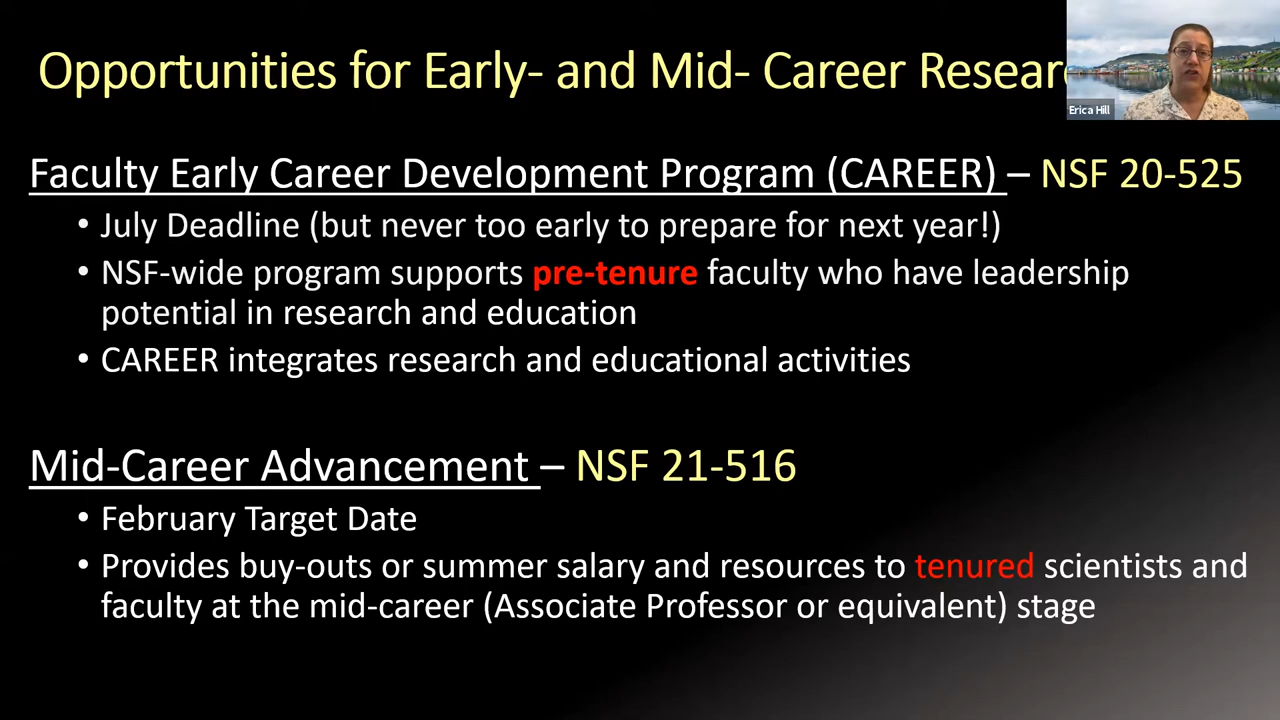 Opportunities for Early- and Mid- Career Resear
Erica Hill
Faculty Early Career Development Program (CAREER) – NSF 20-525
• July Deadline (but never too early to prepare for next year!)
• NSF-wide program supports pre-tenure faculty who have leadership
potential in research and education
• CAREER integrates research and educational activities
Mid-Career Advancement – NSF 21-516
• February Target Date
• Provides buy-outs or summer salary and resources to tenured scientists and
faculty at the mid-career (Associate Professor or equivalent) stage